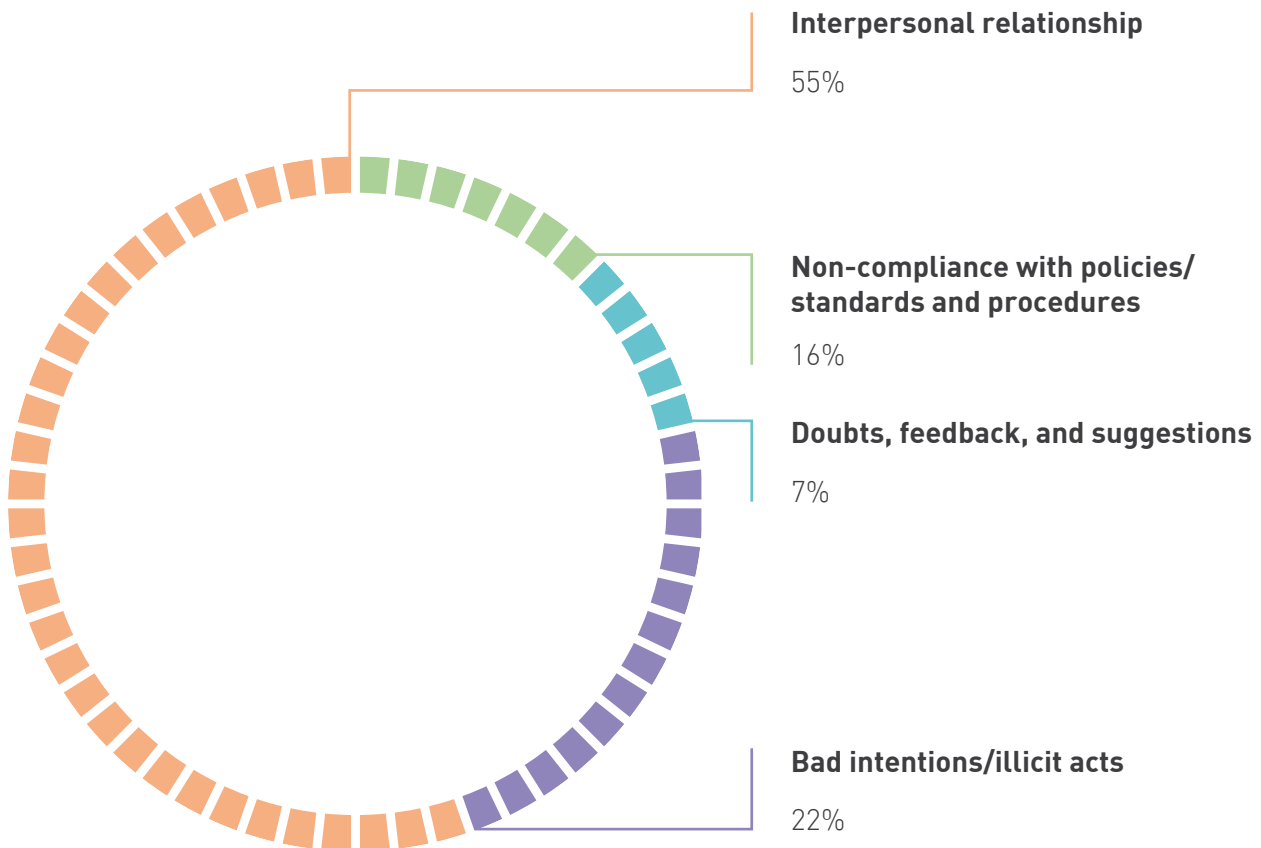 Interpersonal relationship
55%
Non-compliance with policies/
standards and procedures
16%
Doubts, feedback, and suggestions
7%
Bad intentions/illicit acts
22%